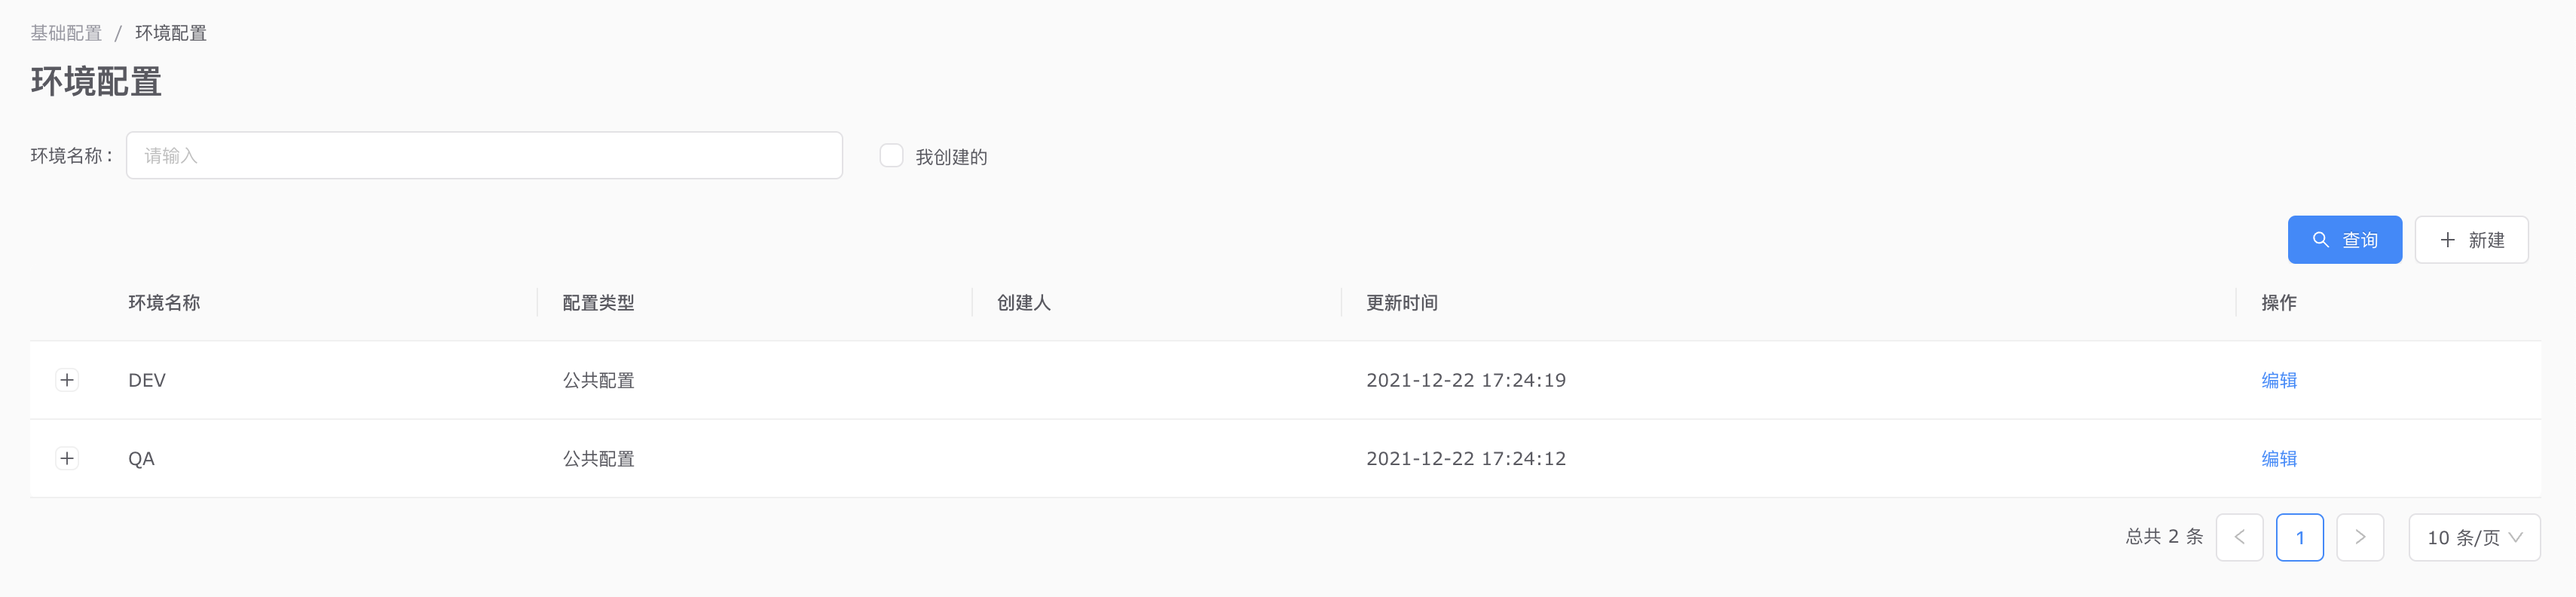 基础配置 / 环境配置
环境配置
环境名称: 请输入 我创建的
查询 新建
环境名称 配置类型 创建人 更新时间 操作
DEV 公共配置 2021-12-22 17:24:19 编辑
QA 公共配置 2021-12-22 17:24:12 编辑
总共 2 条 1 10 条/页